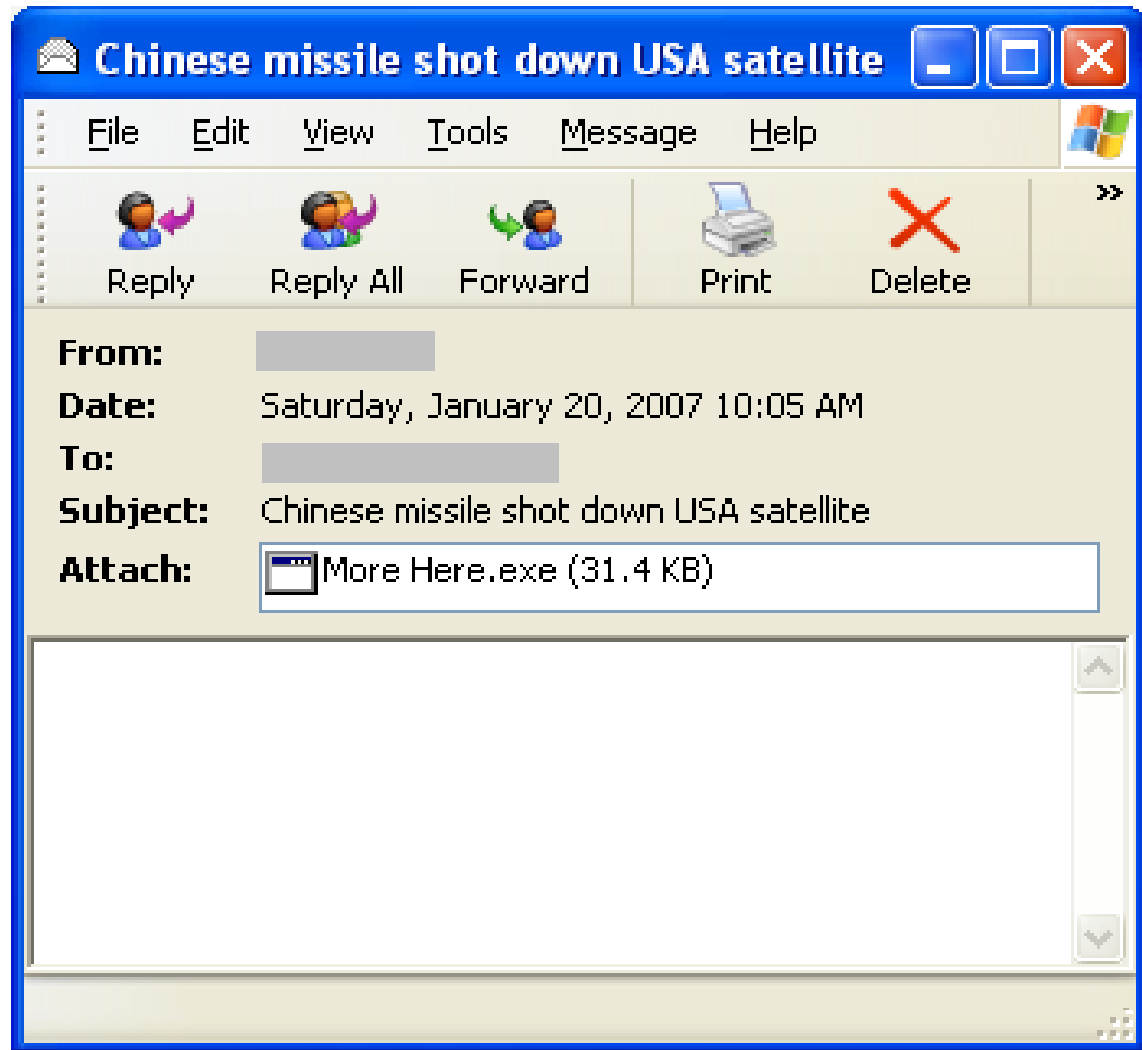 Chinese missile shot down USA satellite
File Edit View Tools Message Help
Reply Reply All Forward Print Delete
From:
Date: Saturday, January 20, 2007 10:05 AM
To:
Subject: Chinese missile shot down USA satellite
Attach: More Here.exe (31.4 KB)